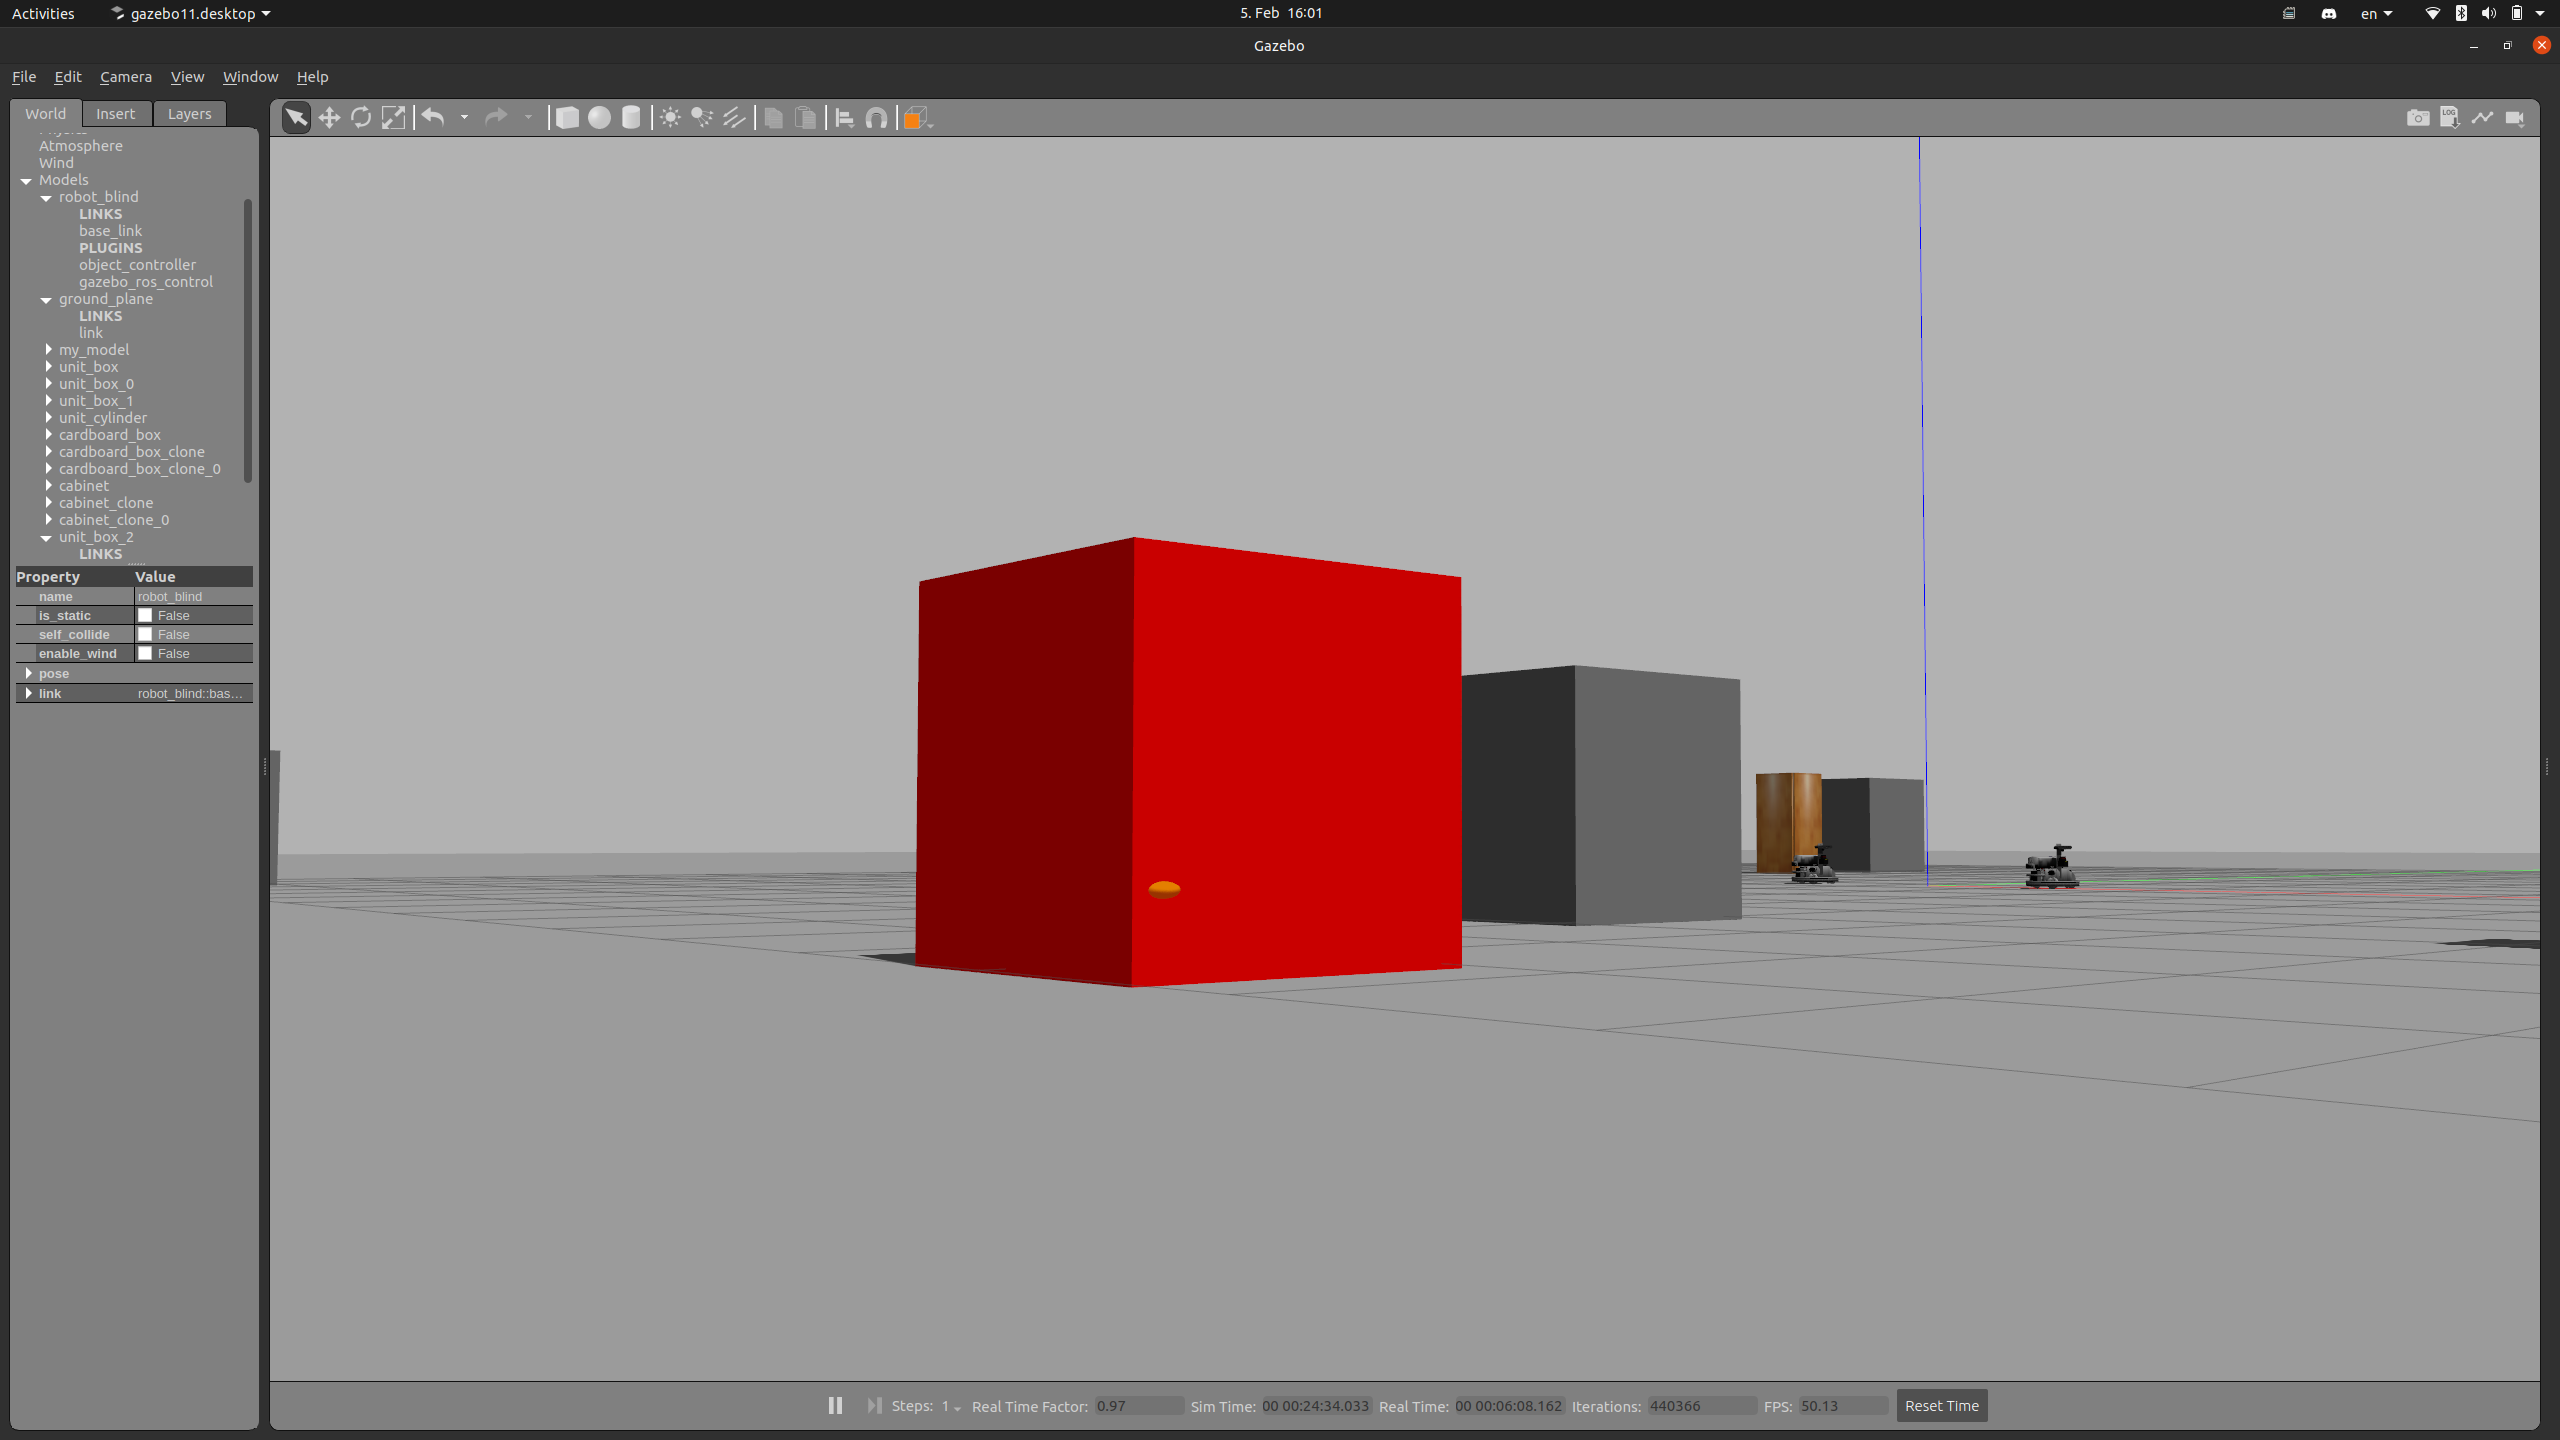 Activities gazebo11.desktop 5. Feb 16:01 en
Gazebo
File Edit Camera View Window Help
World Insert Layers
LOG
Atmosphere
Wind
Models
robot_blind
LINKS
base_link
PLUGINS
object_controller
gazebo_ros_control
ground_plane
LINKS
link
my_model
unit_box
unit_box_0
unit_box_1
unit_cylinder
cardboard_box
cardboard_box_clone
cardboard_box_clone_0
cabinet
cabinet_clone
cabinet_clone_0
unit_box_2
LINKS
Property Value
name robot_blind
is_static False
self_collide False
enable_wind False
pose
link robot_blind::bas...
Steps: 1 Real Time Factor: 0.97 Sim Time: 00 00:24:34.033 Real Time: 00 00:06:08.162 Iterations: 440366 FPS: 50.13 Reset Time